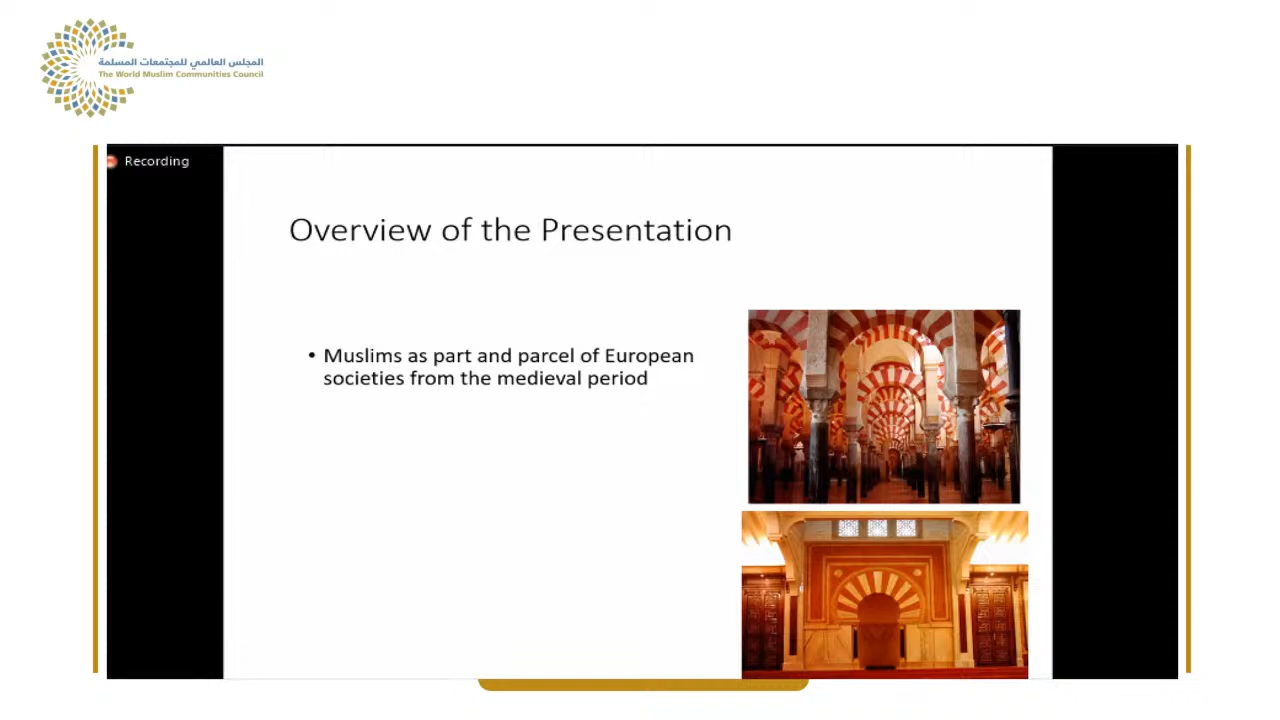 المجلس العالمي للمجتمعات المسلمة
The World Muslim Communities Council
Recording
Overview of the Presentation
• Muslims as part and parcel of European
societies from the medieval period